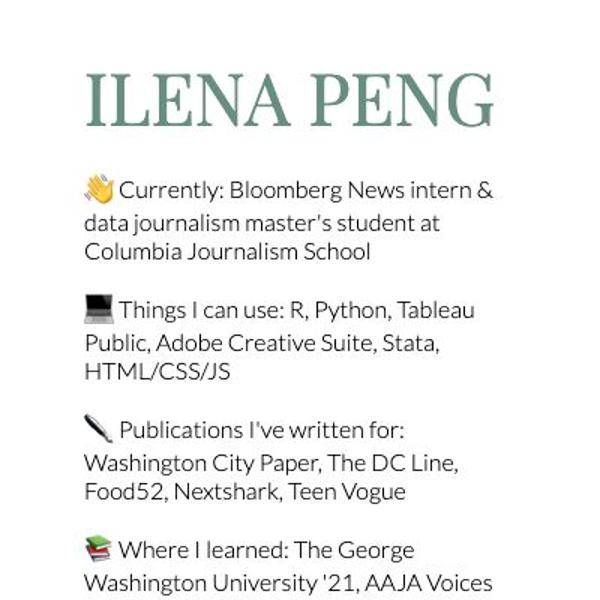 ILENA PENG
👋 Currently: Bloomberg News intern &
data journalism master's student at
Columbia Journalism School
💻 Things I can use: R, Python, Tableau
Public, Adobe Creative Suite, Stata,
HTML/CSS/JS
✒️ Publications I've written for:
Washington City Paper, The DC Line,
Food52, Nextshark, Teen Vogue
📚 Where I learned: The George
Washington University '21, AAJA Voices